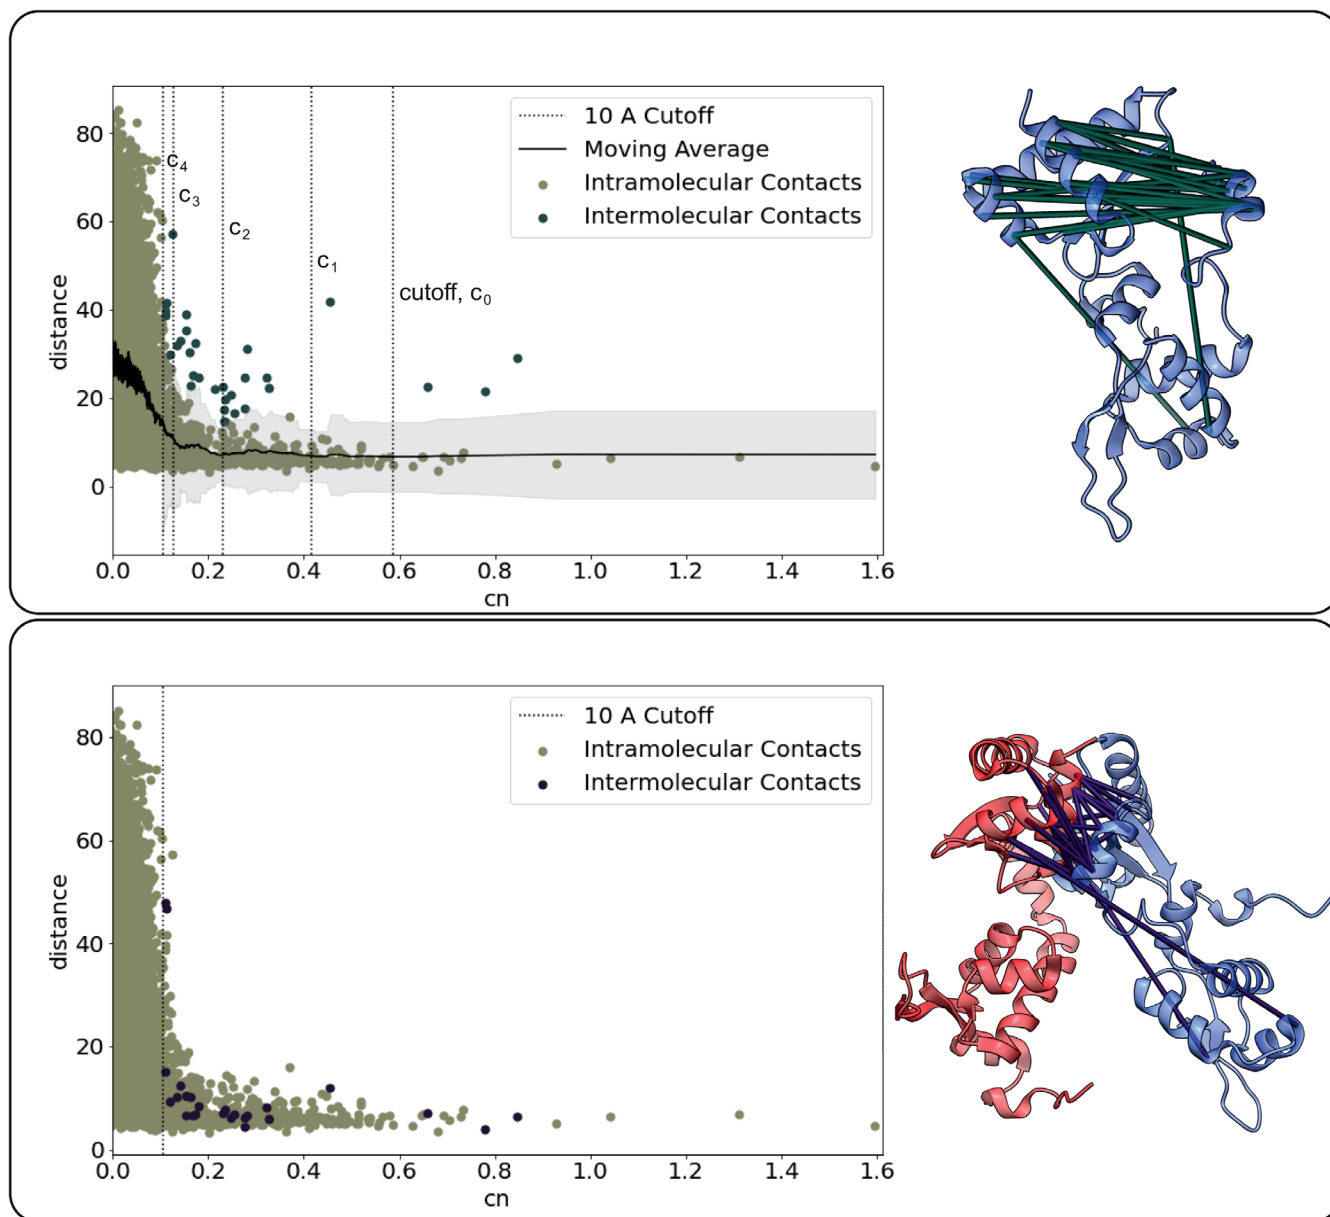 10 A Cutoff
Moving Average
Intramolecular Contacts
Intermolecular Contacts
80
60
40
20
0
distance
c4
c3
c2
c1
cutoff, c0
0.0 0.2 0.4 0.6 0.8 1.0 1.2 1.4 1.6
cn
10 A Cutoff
Intramolecular Contacts
Intermolecular Contacts
80
60
40
20
0
distance
0.0 0.2 0.4 0.6 0.8 1.0 1.2 1.4 1.6
cn